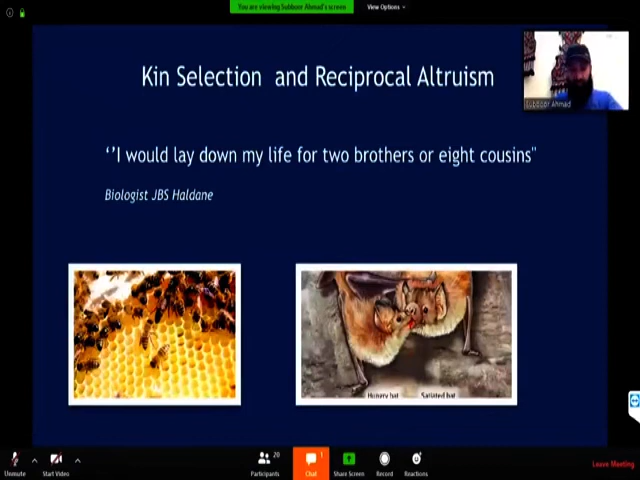 You are viewing Subboor Ahmad's screen
View Options
Kin Selection and Reciprocal Altruism
Subboor Ahmad
‘’I would lay down my life for two brothers or eight cousins"
Biologist JBS Haldane
Hungry bat
Satiated bat
20
1
Unmute
Start Video
Participants
Chat
Share Screen
Record
Reactions
Leave Meeting